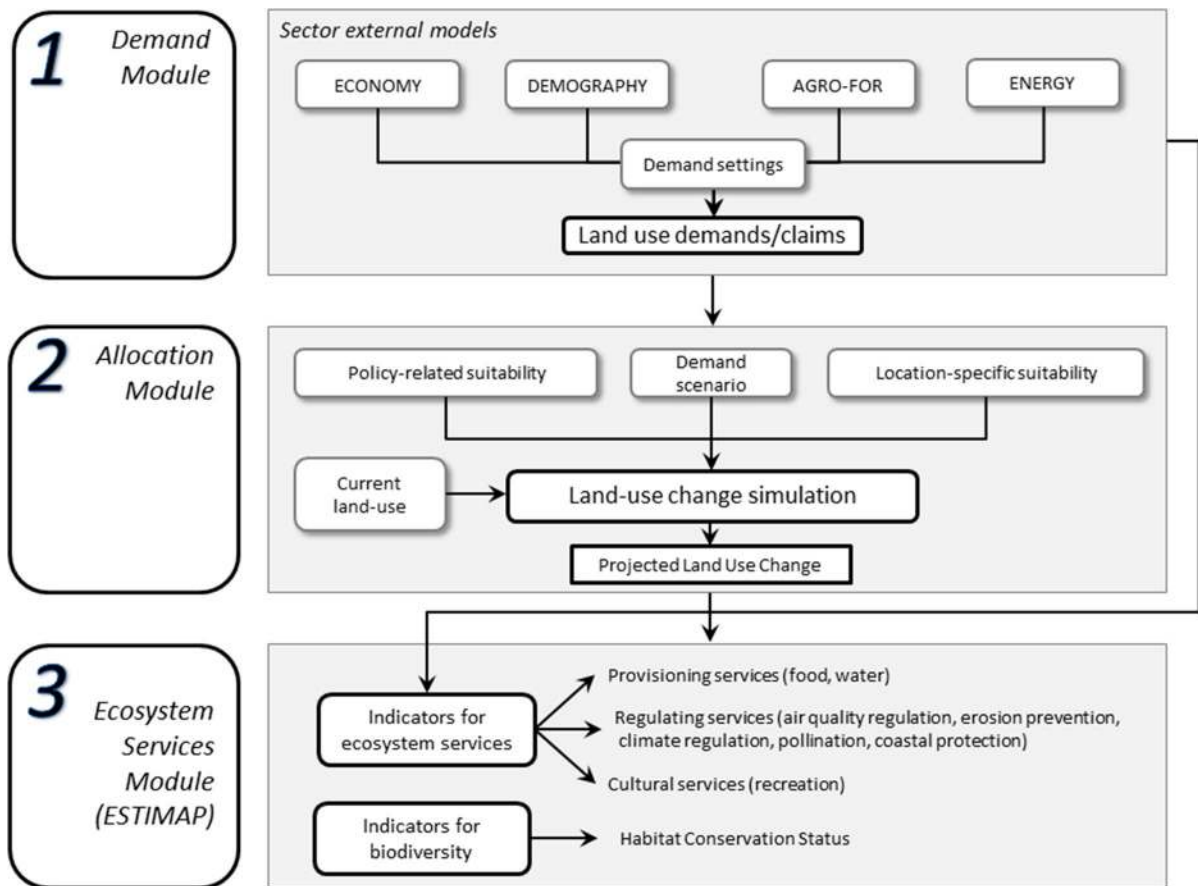 1 Demand
Module
Sector external models
ECONOMY
DEMOGRAPHY
AGRO-FOR
ENERGY
Demand settings
Land use demands/claims
2 Allocation
Module
Policy-related suitability
Demand
scenario
Location-specific suitability
Current
land-use
Land-use change simulation
Projected Land Use Change
3 Ecosystem
Services
Module
(ESTIMAP)
Indicators for
ecosystem services
Provisioning services (food, water)
Regulating services (air quality regulation, erosion prevention,
climate regulation, pollination, coastal protection)
Cultural services (recreation)
Indicators for
biodiversity
Habitat Conservation Status